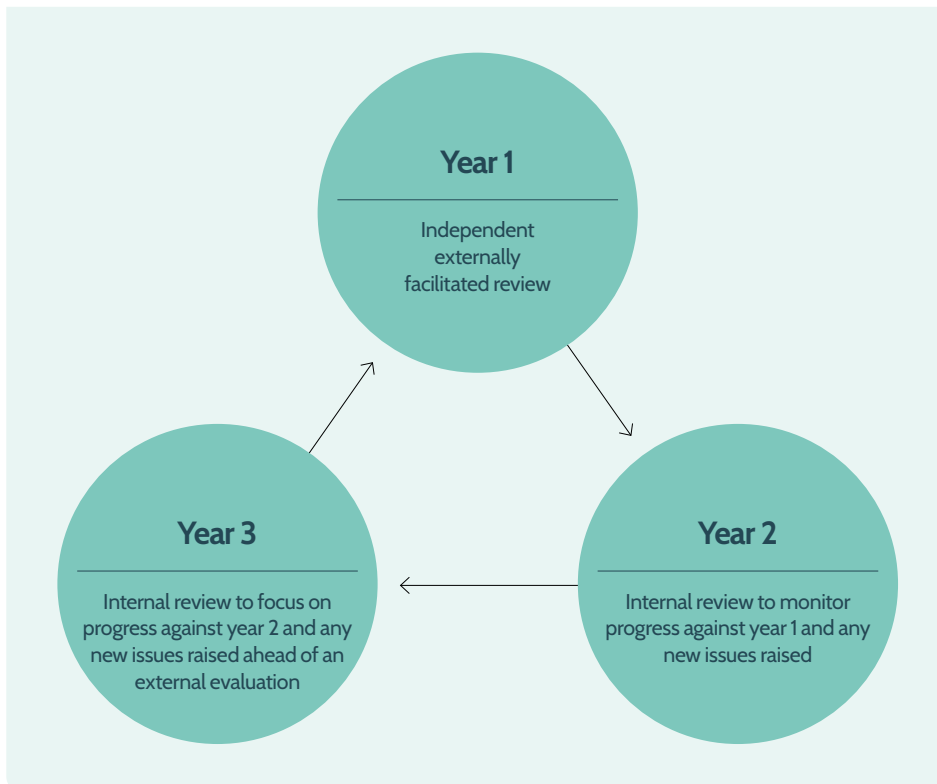 Year 1
Independent
externally
facilitated review
Year 2
Internal review to monitor
progress against year 1 and any
new issues raised
Year 3
Internal review to focus on
progress against year 2 and any
new issues raised ahead of an
external evaluation